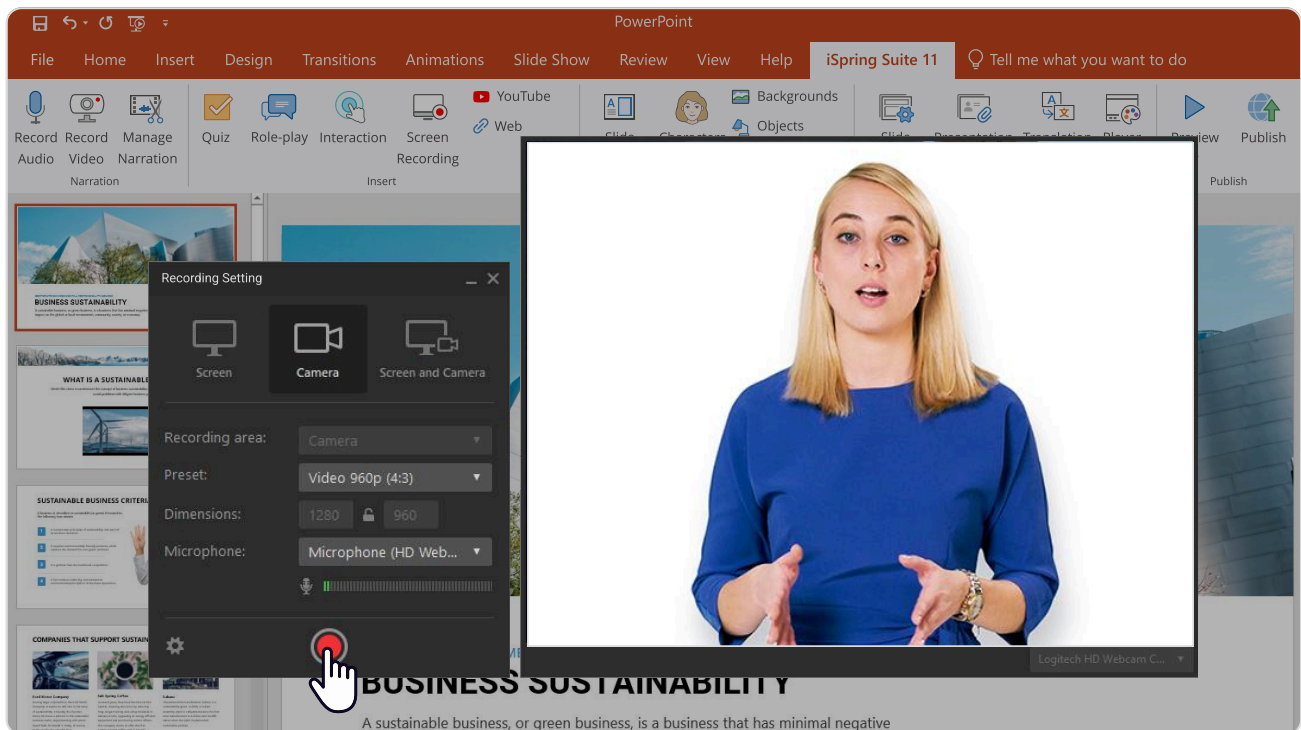 PowerPoint
File Home Insert Design Transitions Animations Slide Show Review View Help iSpring Suite 11 Tell me what you want to do
YouTube
Backgrounds
Web
Objects
Record Audio
Record Video
Manage Narration
Quiz
Role-play
Interaction
Screen Recording
Publish
Narration
Insert
Publish
BUSINESS SUSTAINABILITY
WHAT IS A SUSTAINABLE
SUSTAINABLE BUSINESS CRITERI
COMPANIES THAT SUPPORT SUSTAIN
Recording Setting
Screen
Camera
Screen and Camera
Recording area:
Camera
Preset:
Video 960p (4:3)
Dimensions:
1280
960
Microphone:
Microphone (HD Web...
Logitech HD Webcam C...
BUSINESS SUSTAINABILITY
A sustainable business, or green business, is a business that has minimal negative